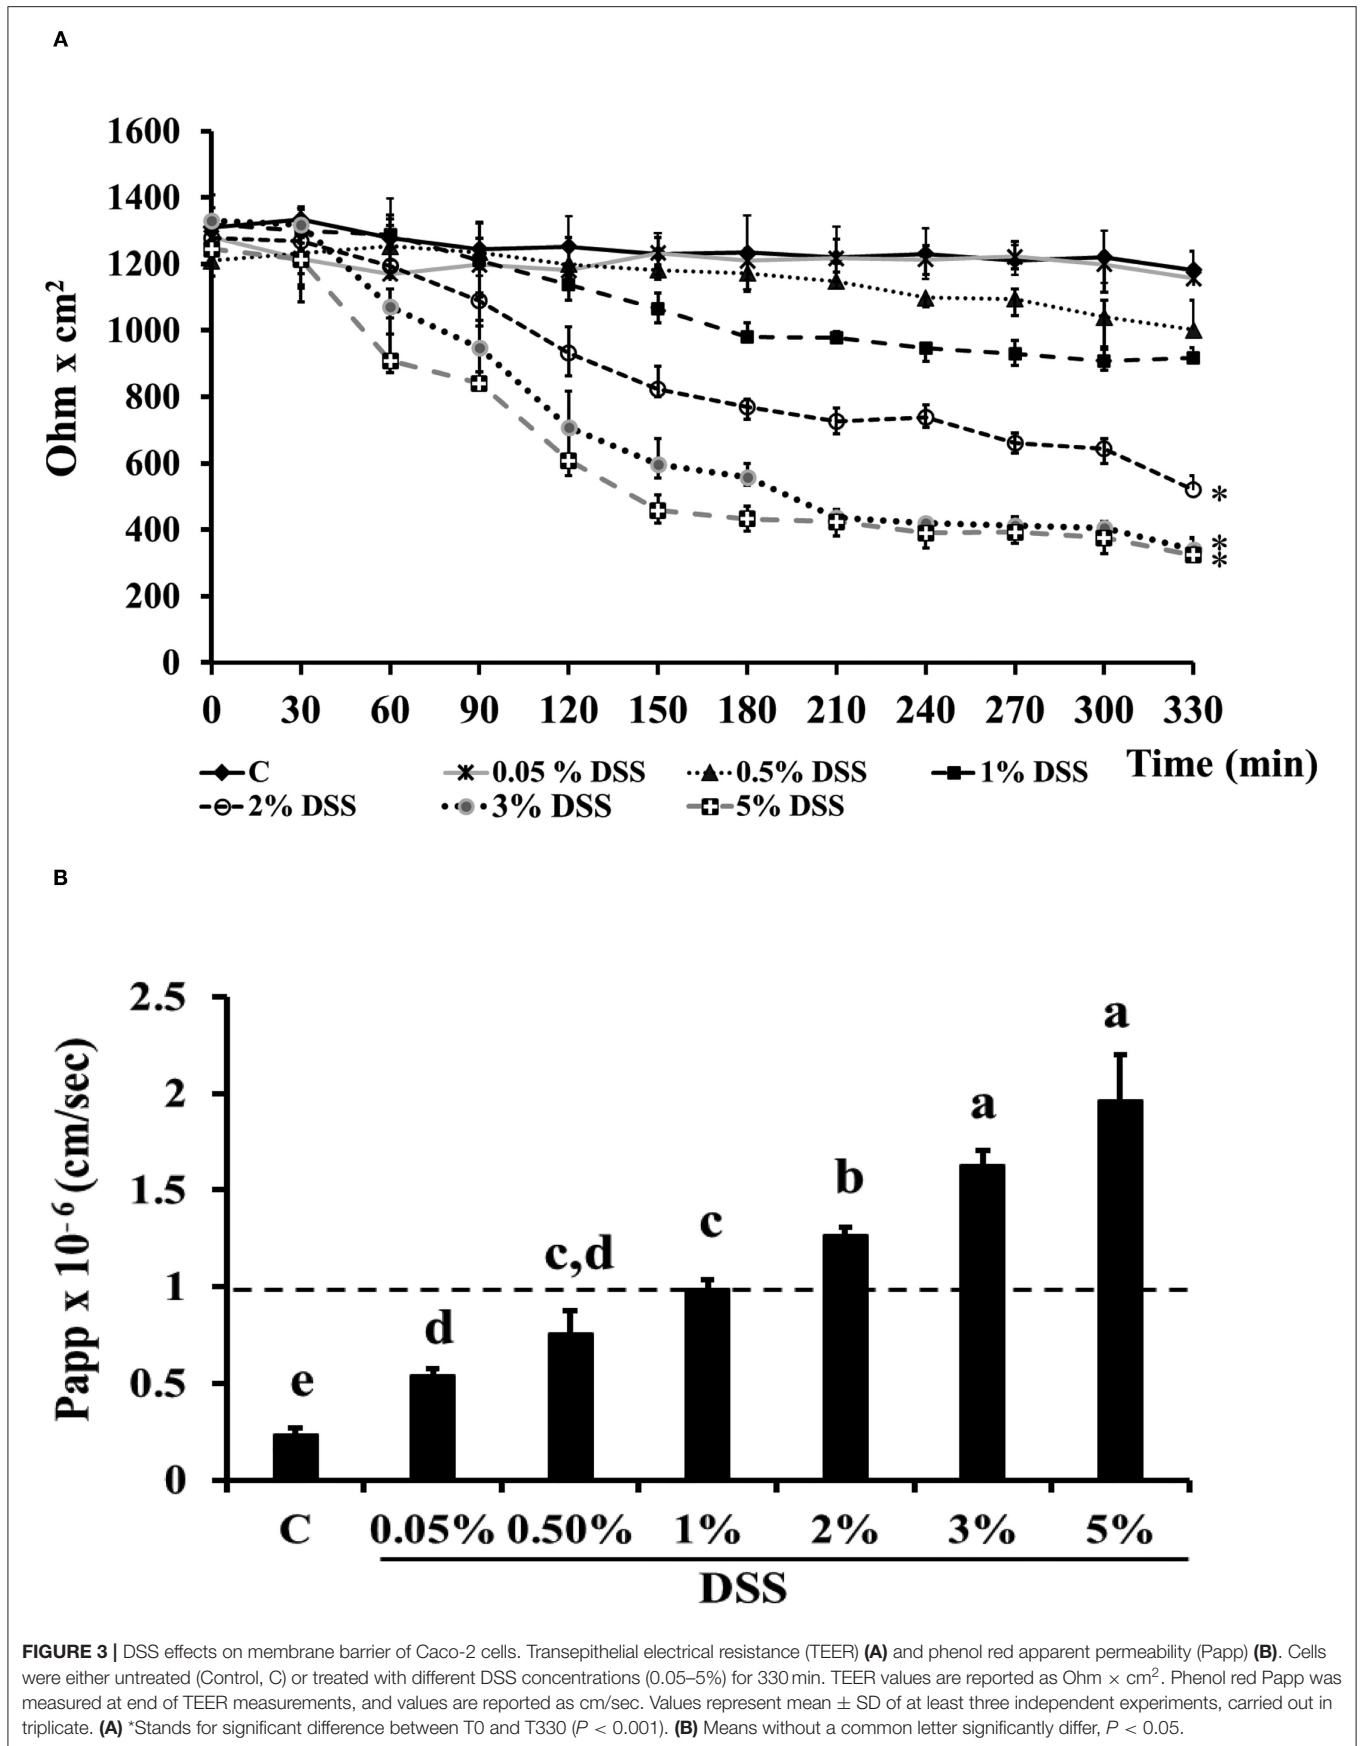 A
1600
1400
1200
1000
800
600
400
200
0
Ohm x cm²
0 30 60 90 120 150 180 210 240 270 300 330
Time (min)
C 0.05 % DSS 0.5% DSS 1% DSS
2% DSS 3% DSS 5% DSS
*
*
*
B
2.5
2
1.5
1
0.5
0
Papp x 10⁻⁶ (cm/sec)
e d c,d c b a a
C 0.05% 0.50% 1% 2% 3% 5%
DSS
FIGURE 3 | DSS effects on membrane barrier of Caco-2 cells. Transepithelial electrical resistance (TEER) (A) and phenol red apparent permeability (Papp) (B). Cells
were either untreated (Control, C) or treated with different DSS concentrations (0.05–5%) for 330 min. TEER values are reported as Ohm × cm². Phenol red Papp was
measured at end of TEER measurements, and values are reported as cm/sec. Values represent mean ± SD of at least three independent experiments, carried out in
triplicate. (A) *Stands for significant difference between T0 and T330 (P < 0.001). (B) Means without a common letter significantly differ, P < 0.05.